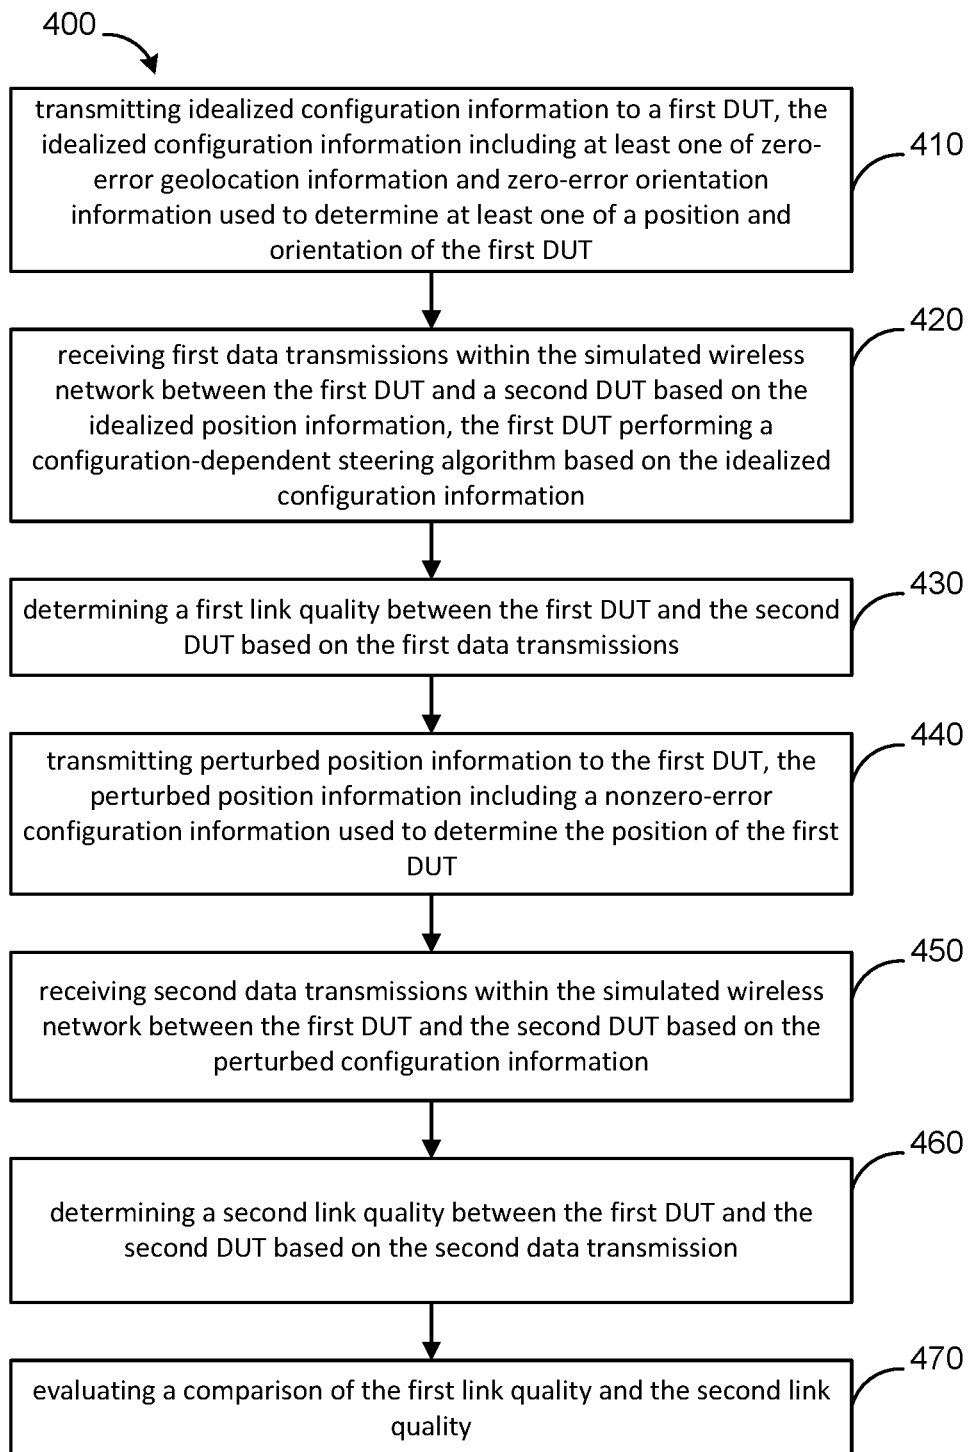 400
transmitting idealized configuration information to a first DUT, the
idealized configuration information including at least one of zero-
error geolocation information and zero-error orientation
information used to determine at least one of a position and
orientation of the first DUT
410
receiving first data transmissions within the simulated wireless
network between the first DUT and a second DUT based on the
idealized position information, the first DUT performing a
configuration-dependent steering algorithm based on the idealized
configuration information
420
determining a first link quality between the first DUT and the second
DUT based on the first data transmissions
430
transmitting perturbed position information to the first DUT, the
perturbed position information including a nonzero-error
configuration information used to determine the position of the first
DUT
440
receiving second data transmissions within the simulated wireless
network between the first DUT and the second DUT based on the
perturbed configuration information
450
determining a second link quality between the first DUT and the
second DUT based on the second data transmission
460
evaluating a comparison of the first link quality and the second link
quality
470